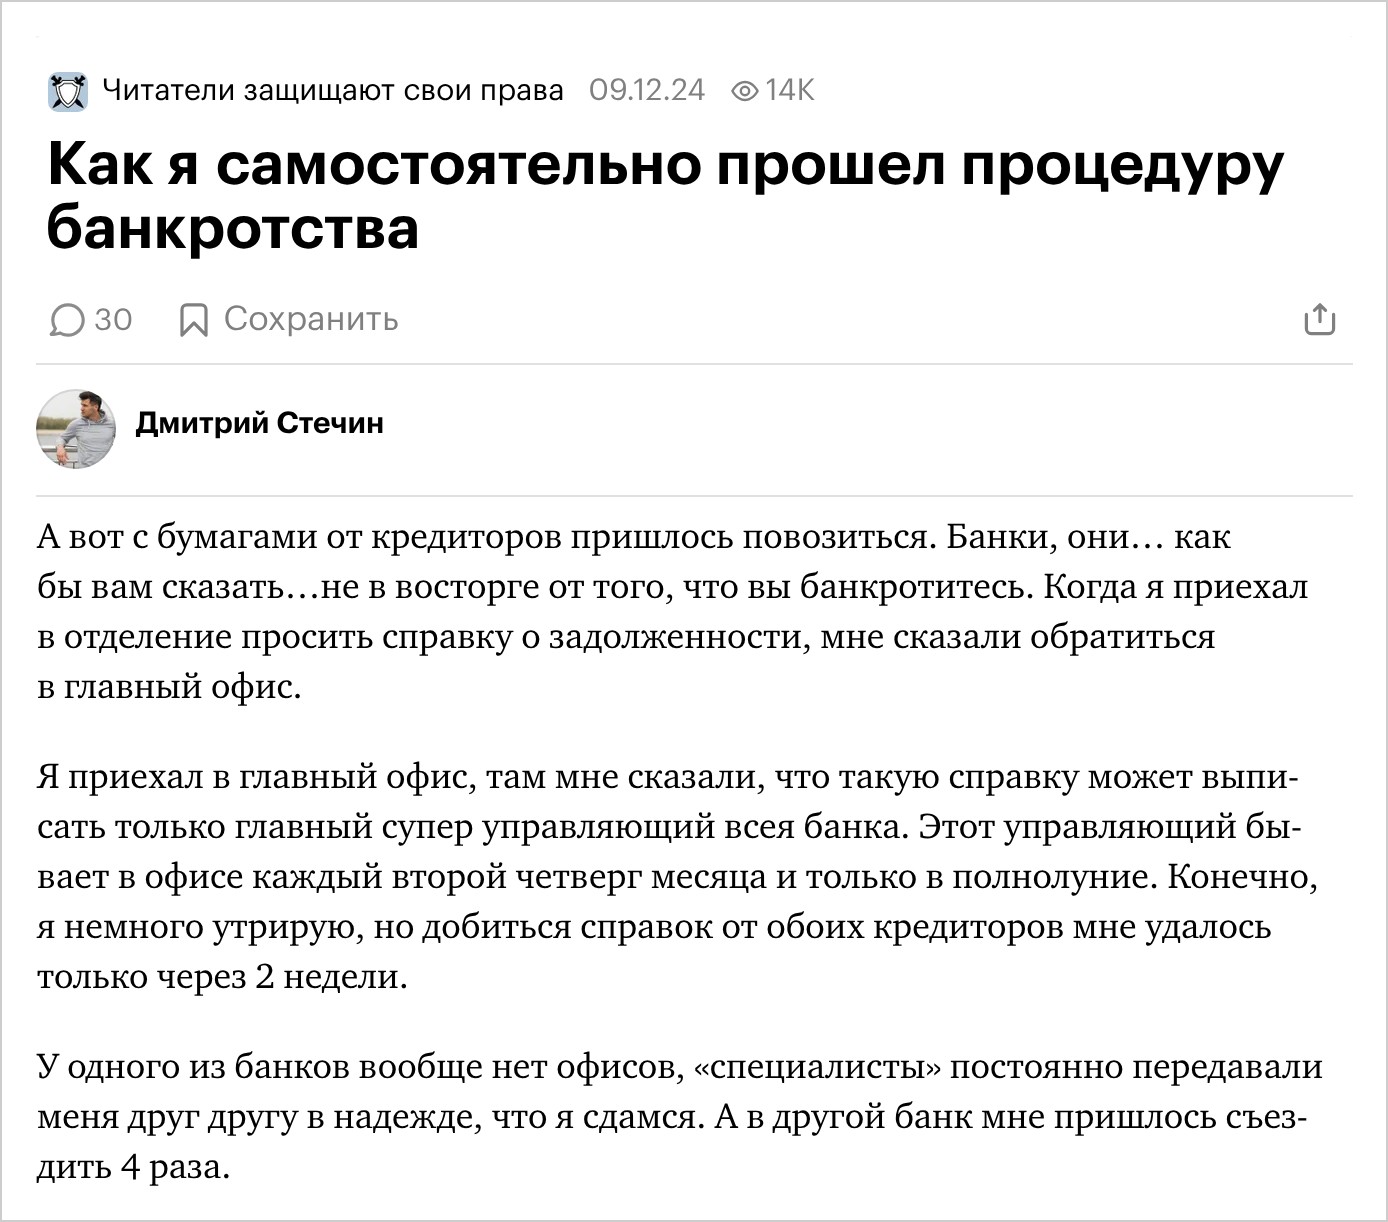 Читатели защищают свои права 09.12.24 14K
Как я самостоятельно прошел процедуру
банкротства
30 Сохранить
Дмитрий Стечин
А вот с бумагами от кредиторов пришлось повозиться. Банки, они… как
бы вам сказать…не в восторге от того, что вы банкротитесь. Когда я приехал
в отделение просить справку о задолженности, мне сказали обратиться
в главный офис.
Я приехал в главный офис, там мне сказали, что такую справку может выпи-
сать только главный супер управляющий всея банка. Этот управляющий бы-
вает в офисе каждый второй четверг месяца и только в полнолуние. Конечно,
я немного утрирую, но добиться справок от обоих кредиторов мне удалось
только через 2 недели.
У одного из банков вообще нет офисов, «специалисты» постоянно передавали
меня друг другу в надежде, что я сдамся. А в другой банк мне пришлось съез-
дить 4 раза.